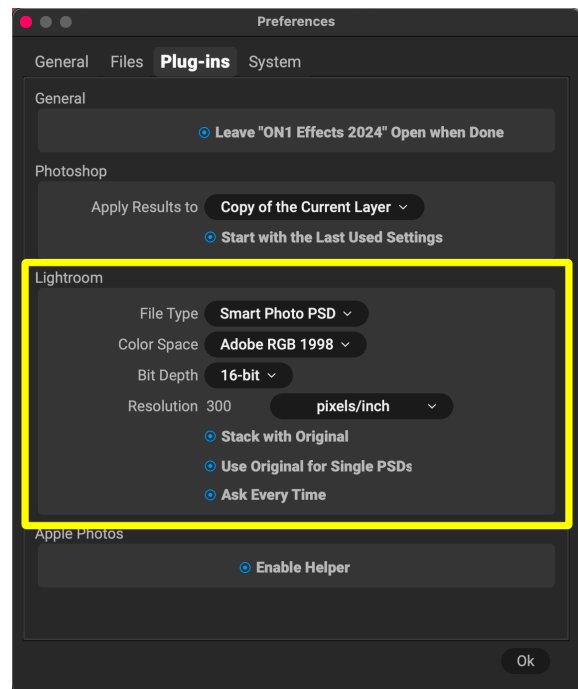 Preferences
General Files Plug-ins System
General
Leave "ON1 Effects 2024" Open when Done
Photoshop
Apply Results to Copy of the Current Layer
Start with the Last Used Settings
Lightroom
File Type Smart Photo PSD
Color Space Adobe RGB 1998
Bit Depth 16-bit
Resolution 300 pixels/inch
Stack with Original
Use Original for Single PSDs
Ask Every Time
Apple Photos
Enable Helper
Ok